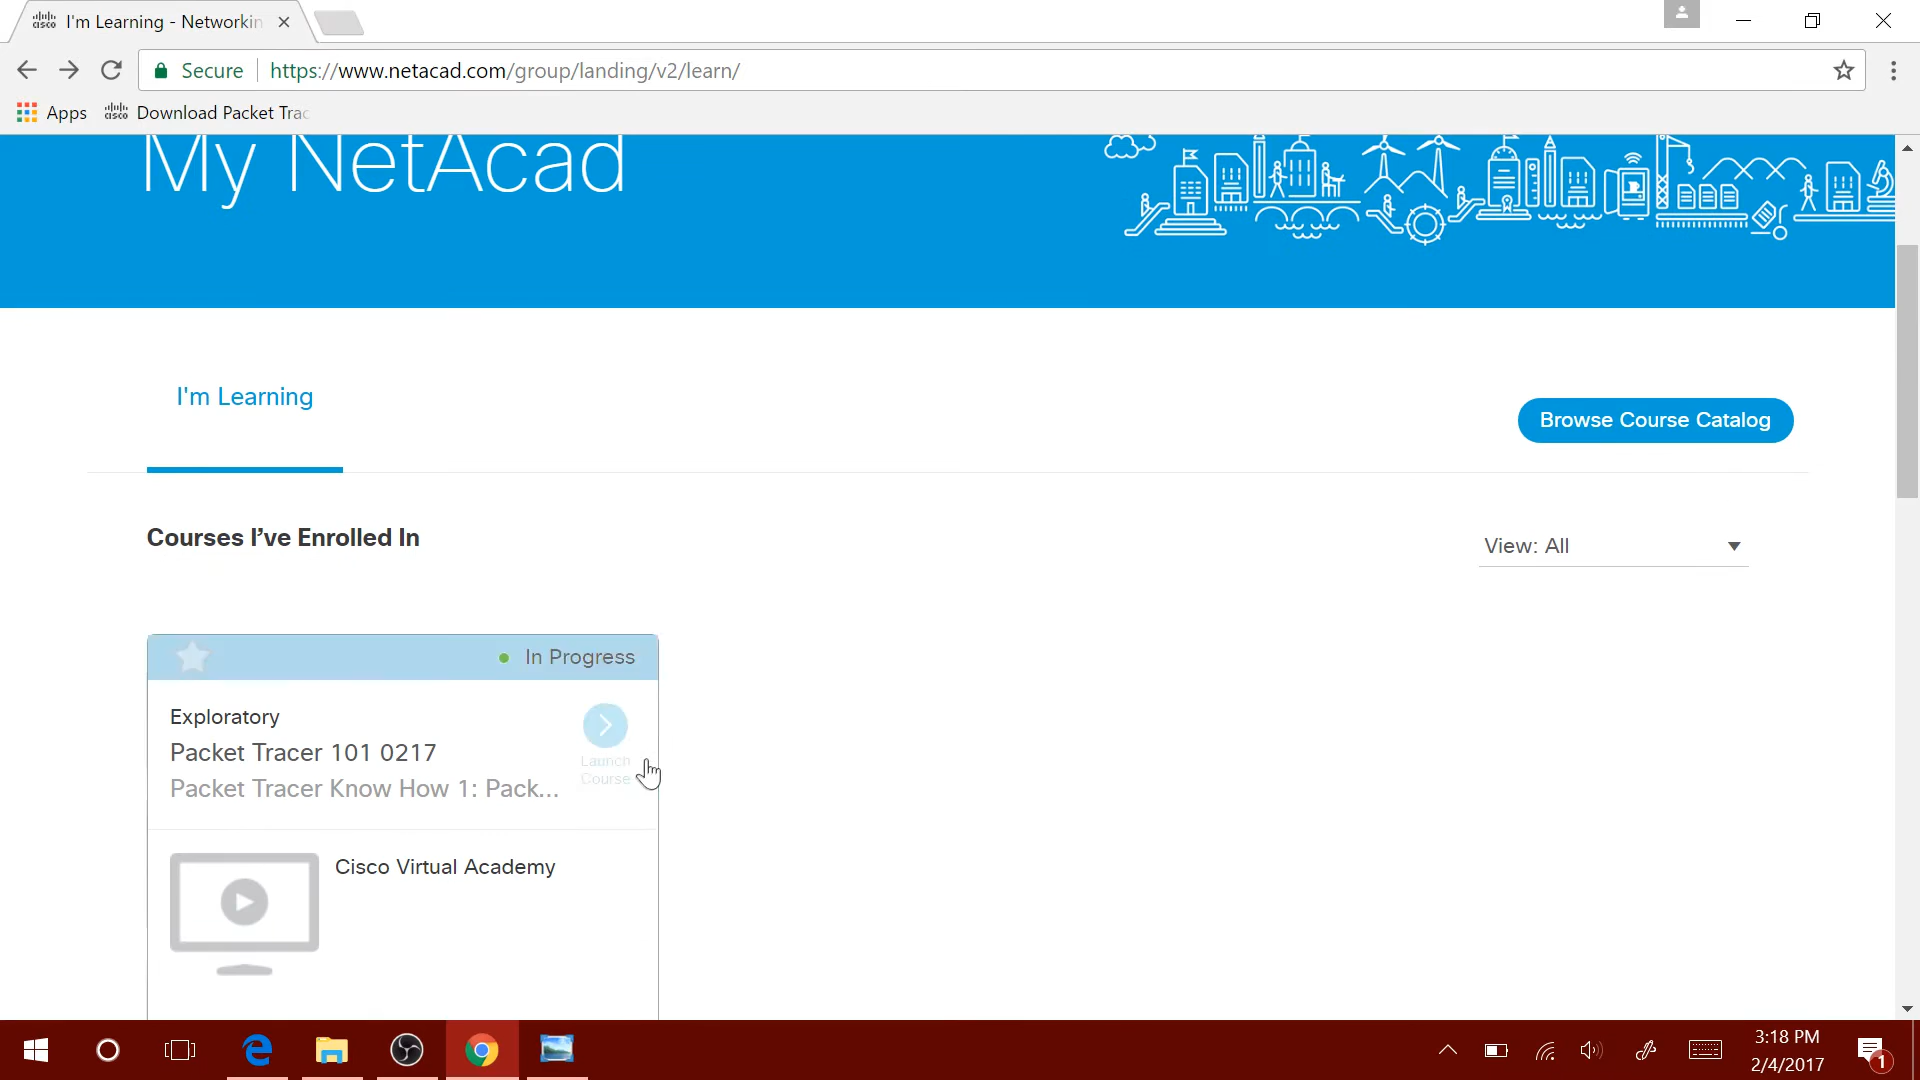 I'm Learning - Networkin
Secure
https://www.netacad.com/group/landing/v2/learn/
Apps
cisco
Download Packet Trac
My NetAcad
I'm Learning
Browse Course Catalog
Courses I’ve Enrolled In
View: All
In Progress
Exploratory
Packet Tracer 101 0217
Packet Tracer Know How 1: Pack...
Launch
Course
Cisco Virtual Academy
3:18 PM
2/4/2017
1